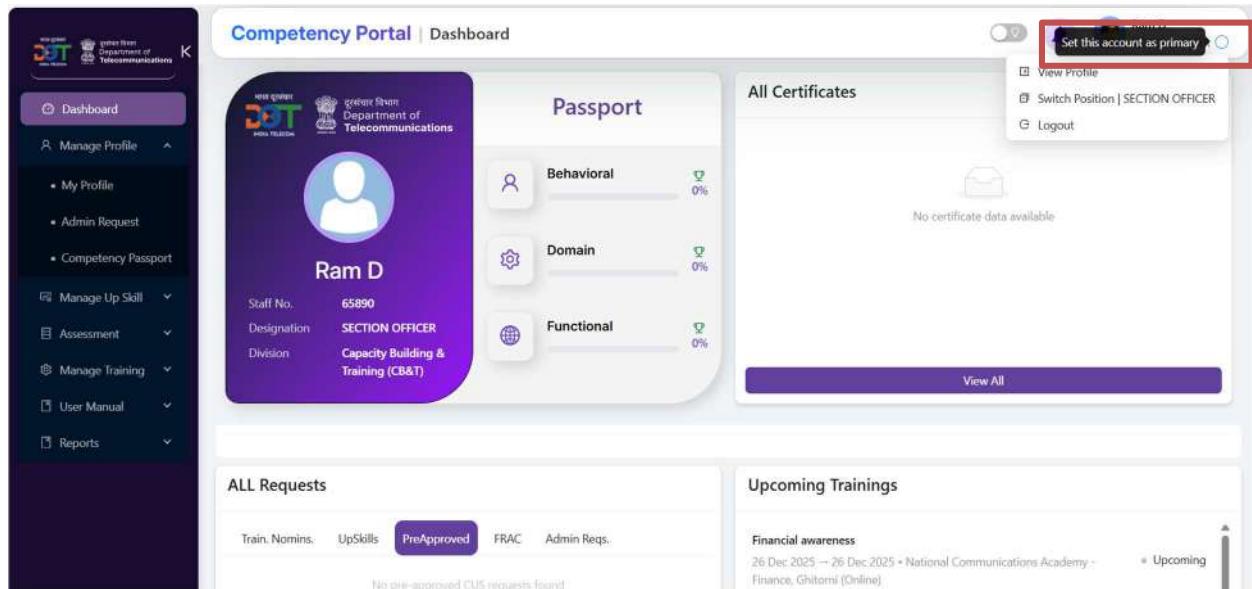 दूरसंचार विभाग
Department of
Telecommunications
Dashboard
Manage Profile
My Profile
Admin Request
Competency Passport
Manage Up Skill
Assessment
Manage Training
User Manual
Reports
Competency Portal | Dashboard
Set this account as primary
View Profile
Switch Position | SECTION OFFICER
Logout
भारत दूरसंचार
INDIA TELECOM
दूरसंचार विभाग
Department of
Telecommunications
Ram D
Staff No. 65890
Designation SECTION OFFICER
Division Capacity Building &
Training (CB&T)
Passport
Behavioral
0%
Domain
0%
Functional
0%
All Certificates
No certificate data available
View All
ALL Requests
Train. Nomins. UpSkills PreApproved FRAC Admin Reqs.
No pre-approved CUS requests found
Upcoming Trainings
Financial awareness
26 Dec 2025 → 26 Dec 2025 • National Communications Academy -
Finance, Ghitorni (Online)
Upcoming